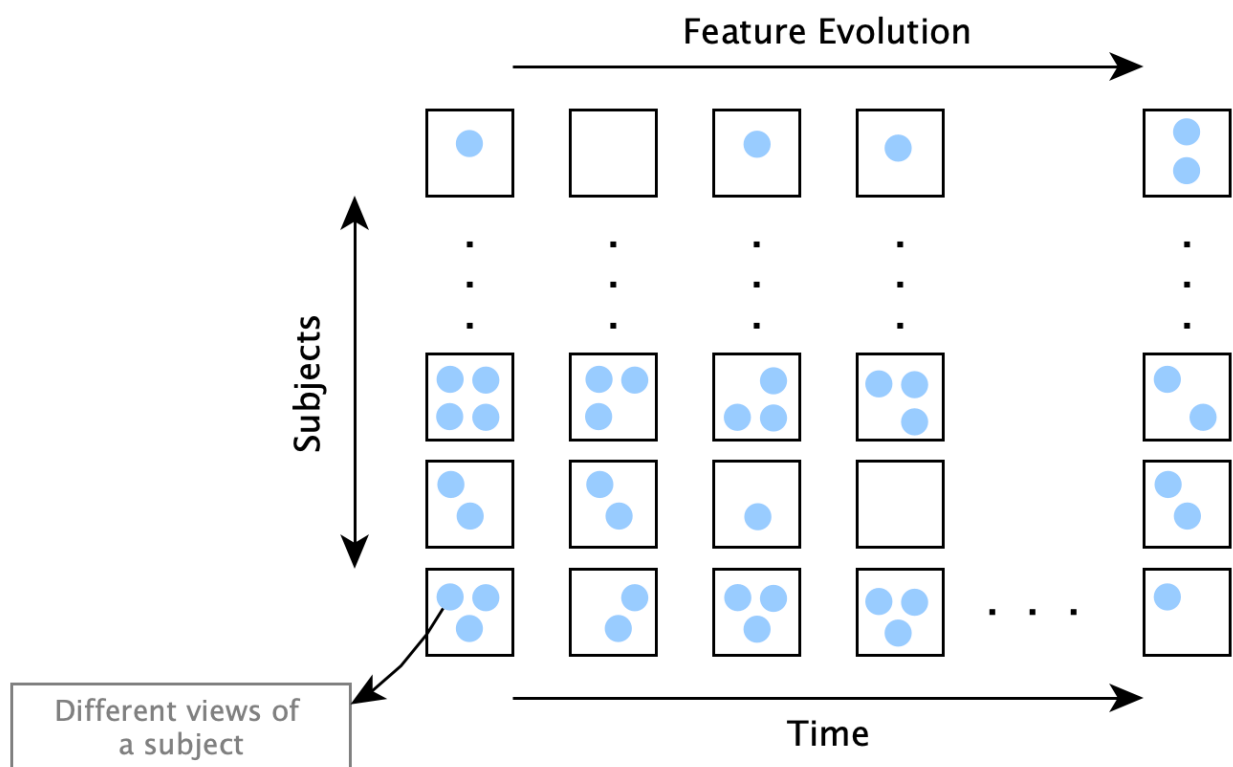 Feature Evolution
Subjects
. . .
Different views of
a subject
Time